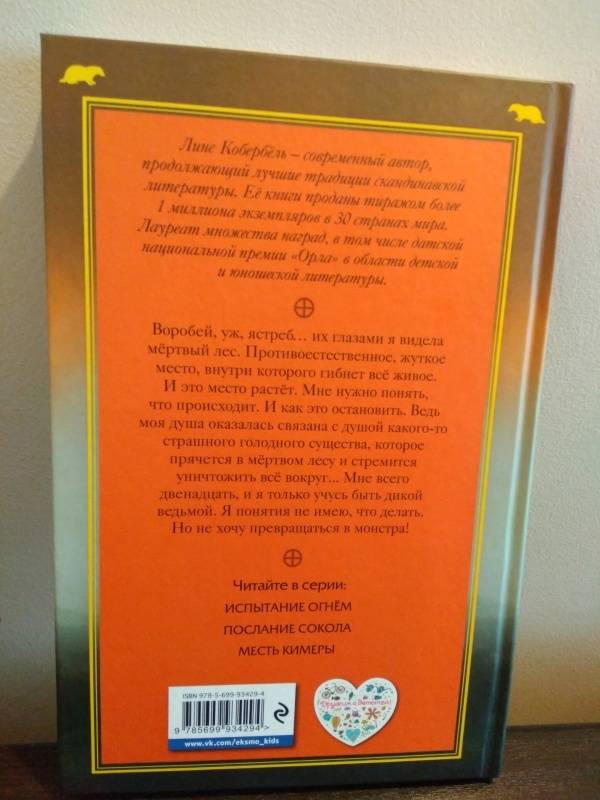 Лине Кобербёль – современный автор,
продолжающий лучшие традиции скандинавской
литературы. Её книги проданы тиражом более
1 миллиона экземпляров в 30 странах мира.
Лауреат множества наград, в том числе датской
национальной премии «Орла» в области детской
и юношеской литературы.
Воробей, уж, ястреб... их глазами я видела
мёртвый лес. Противоестественное, жуткое
место, внутри которого гибнет всё живое.
И это место растёт. Мне нужно понять,
что происходит. И как это остановить. Ведь
моя душа оказалась связана с душой какого-то
страшного голодного существа, которое
прячется в мёртвом лесу и стремится
уничтожить всё вокруг... Мне всего
двенадцать, и я только учусь быть дикой
ведьмой. Я понятия не имею, что делать.
Но не хочу превращаться в монстра!
Читайте в серии:
ИСПЫТАНИЕ ОГНЁМ
ПОСЛАНИЕ СОКОЛА
МЕСТЬ КИМЕРЫ
ISBN 978-5-699-93429-4
9 785699 934294 >
www.vk.com/eksmo_kids